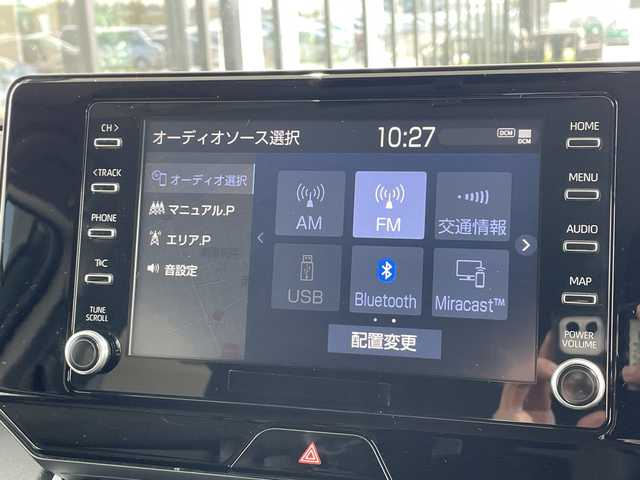 CH >
< TRACK
PHONE
TRC
TUNE
SCROLL
オーディオソース選択
10:27
DCM
DCM
オーディオ選択
マニュアル.P
エリア.P
音設定
AM
FM
交通情報
USB
Bluetooth
Miracast™
配置変更
HOME
MENU
AUDIO
MAP
POWER
VOLUME